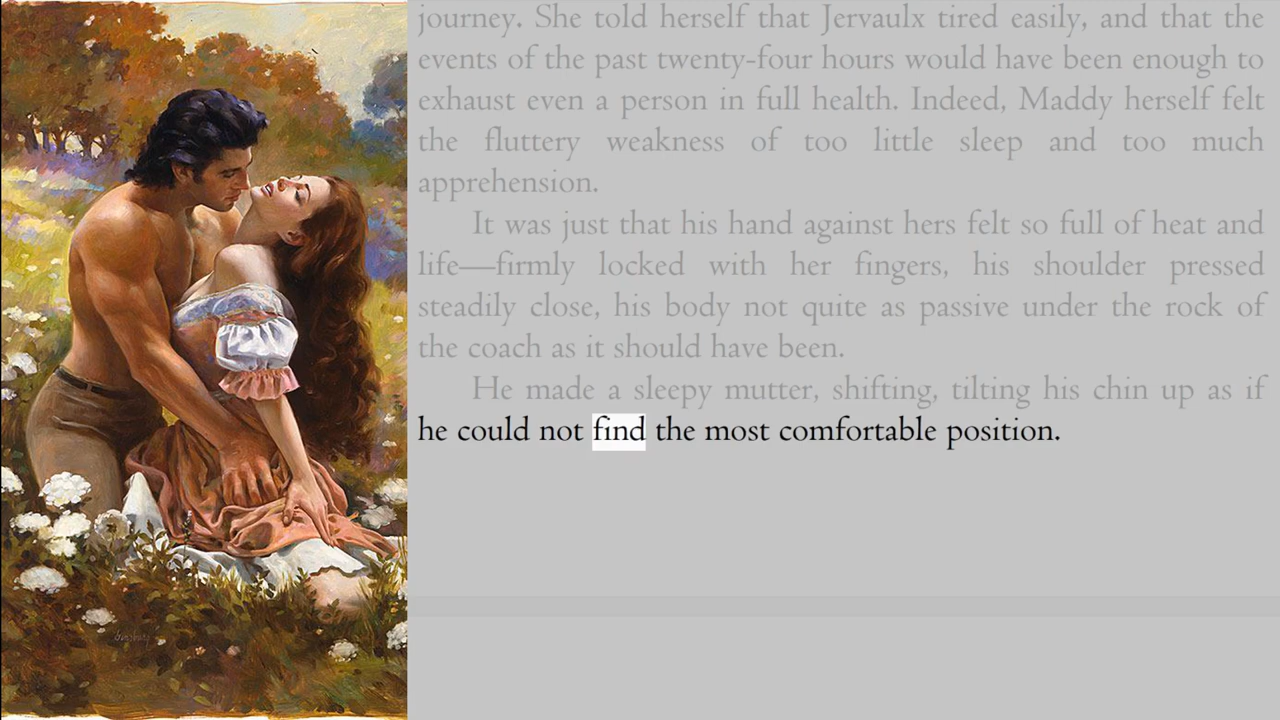 journey. She told herself that Jervaulx tired easily, and that the
events of the past twenty-four hours would have been enough to
exhaust even a person in full health. Indeed, Maddy herself felt
the fluttery weakness of too little sleep and too much
apprehension.
It was just that his hand against hers felt so full of heat and
life—firmly locked with her fingers, his shoulder pressed
steadily close, his body not quite as passive under the rock of
the coach as it should have been.
He made a sleepy mutter, shifting, tilting his chin up as if
he could not find the most comfortable position.